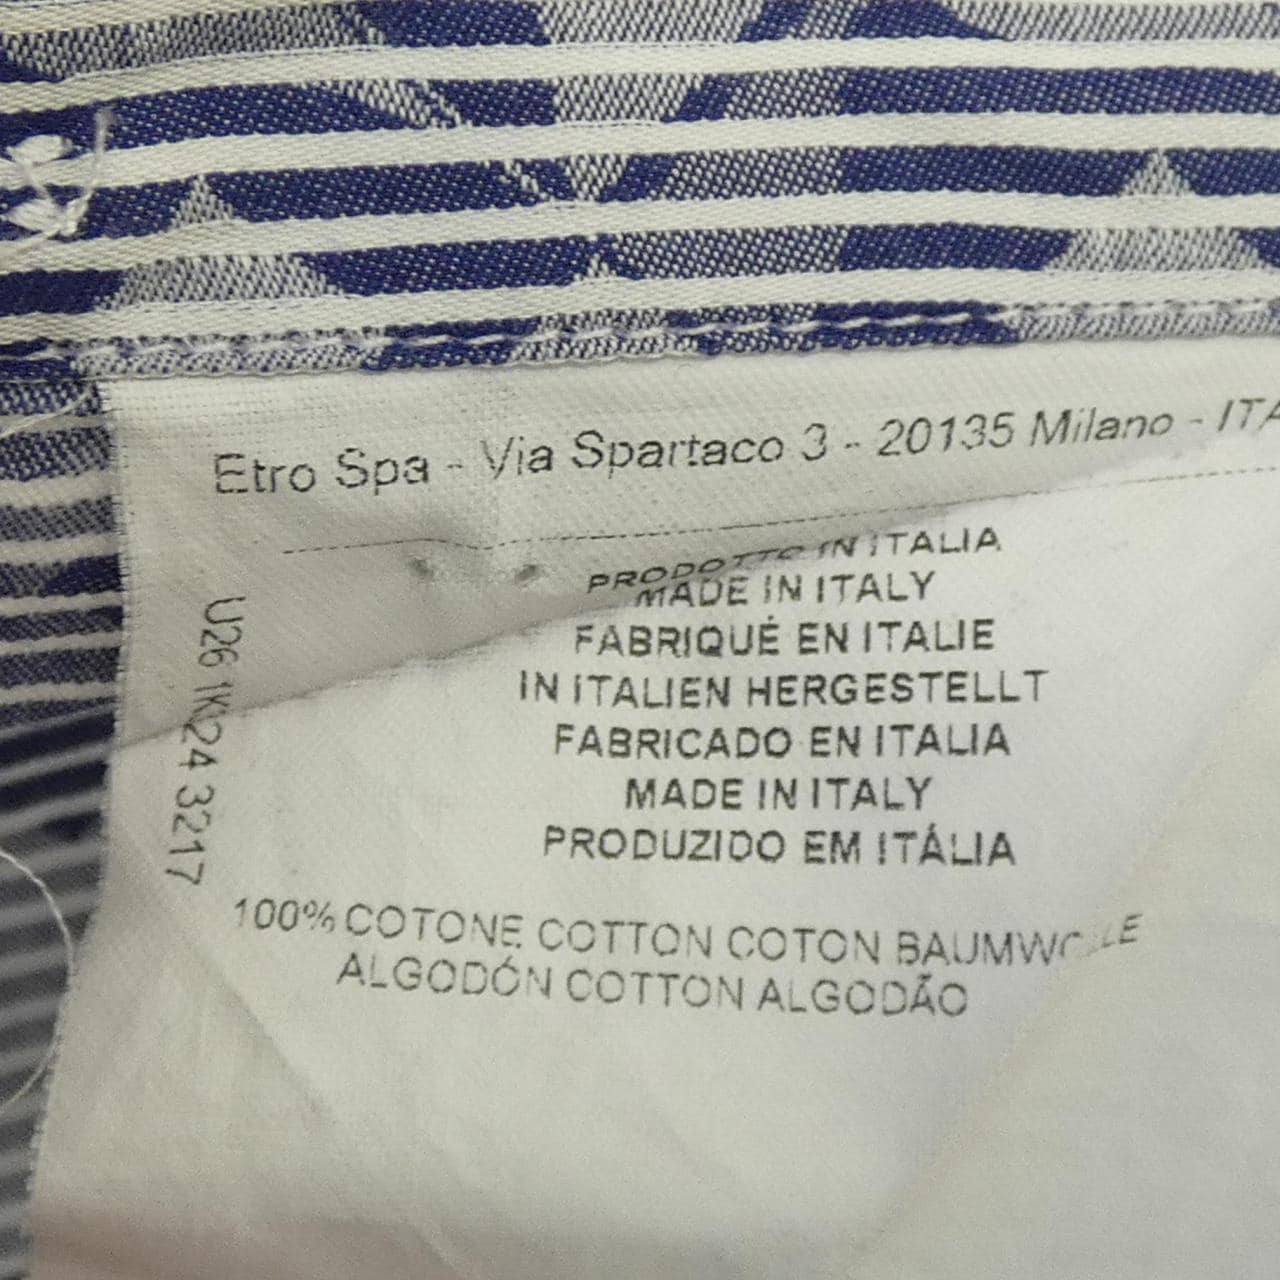 Etro Spa - Via Spartaco 3 - 20135 Milano - ITA
PRODOTTO IN ITALIA
MADE IN ITALY
FABRIQUÉ EN ITALIE
IN ITALIEN HERGESTELLT
FABRICADO EN ITALIA
MADE IN ITALY
PRODUZIDO EM ITÁLIA
100% COTONE COTTON COTON BAUMWOLLE
ALGODÓN COTTON ALGODÃO
U26 1K24 3217